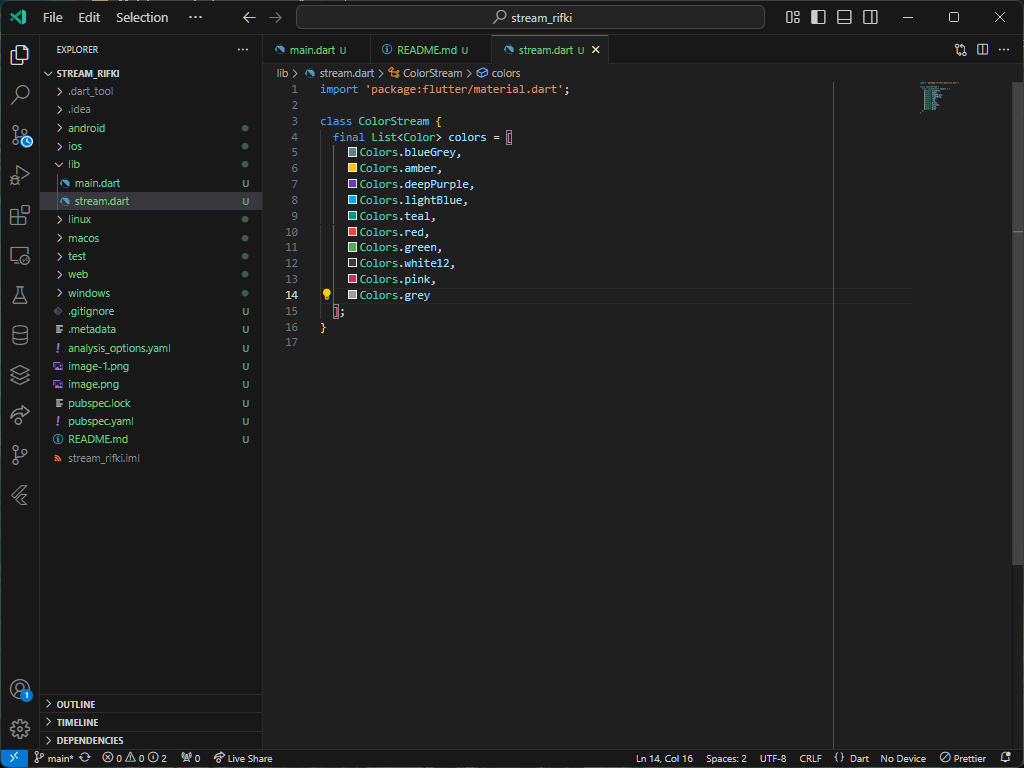 File Edit Selection ··· stream_rifki
EXPLORER ···
main.dart U
README.md U
stream.dart U
STREAM_RIFKI
.dart_tool
.idea
android
ios
lib
main.dart U
stream.dart U
linux
macos
test
web
windows
.gitignore U
.metadata U
analysis_options.yaml U
image-1.png U
image.png U
pubspec.lock U
pubspec.yaml U
README.md U
stream_rifki.iml
OUTLINE
TIMELINE
DEPENDENCIES
lib > stream.dart > ColorStream > colors
1 import 'package:flutter/material.dart';
2
3 class ColorStream {
4 final List<Color> colors = [
5 Colors.blueGrey,
6 Colors.amber,
7 Colors.deepPurple,
8 Colors.lightBlue,
9 Colors.teal,
10 Colors.red,
11 Colors.green,
12 Colors.white12,
13 Colors.pink,
14 Colors.grey
15 ];
16 }
17
1
main* 0 0 2 0 Live Share Ln 14, Col 16 Spaces: 2 UTF-8 CRLF {} Dart No Device Prettier